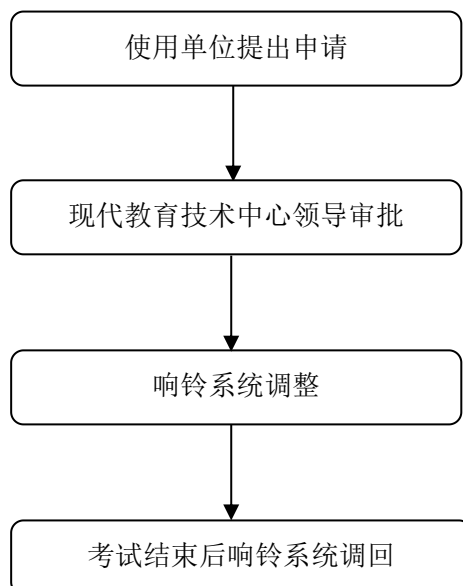 使用单位提出申请
现代教育技术中心领导审批
响铃系统调整
考试结束后响铃系统调回